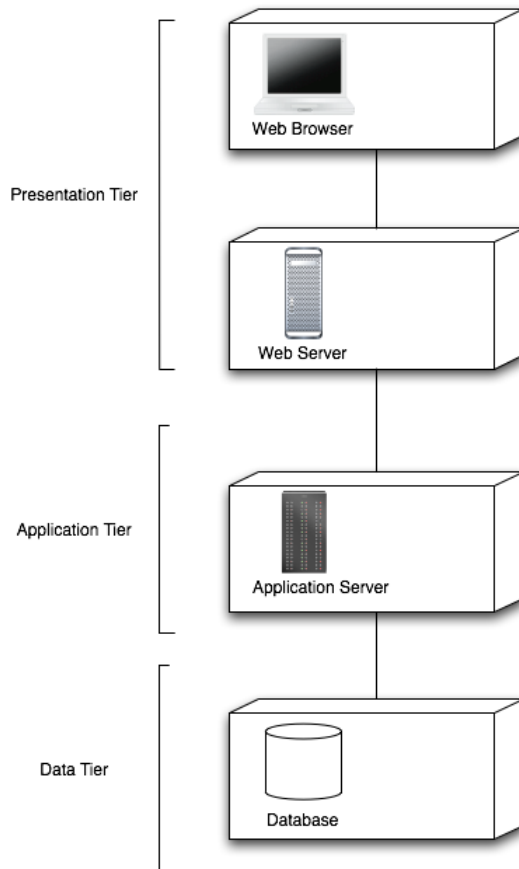 Web Browser
Presentation Tier
Web Server
Application Tier
Application Server
Data Tier
Database